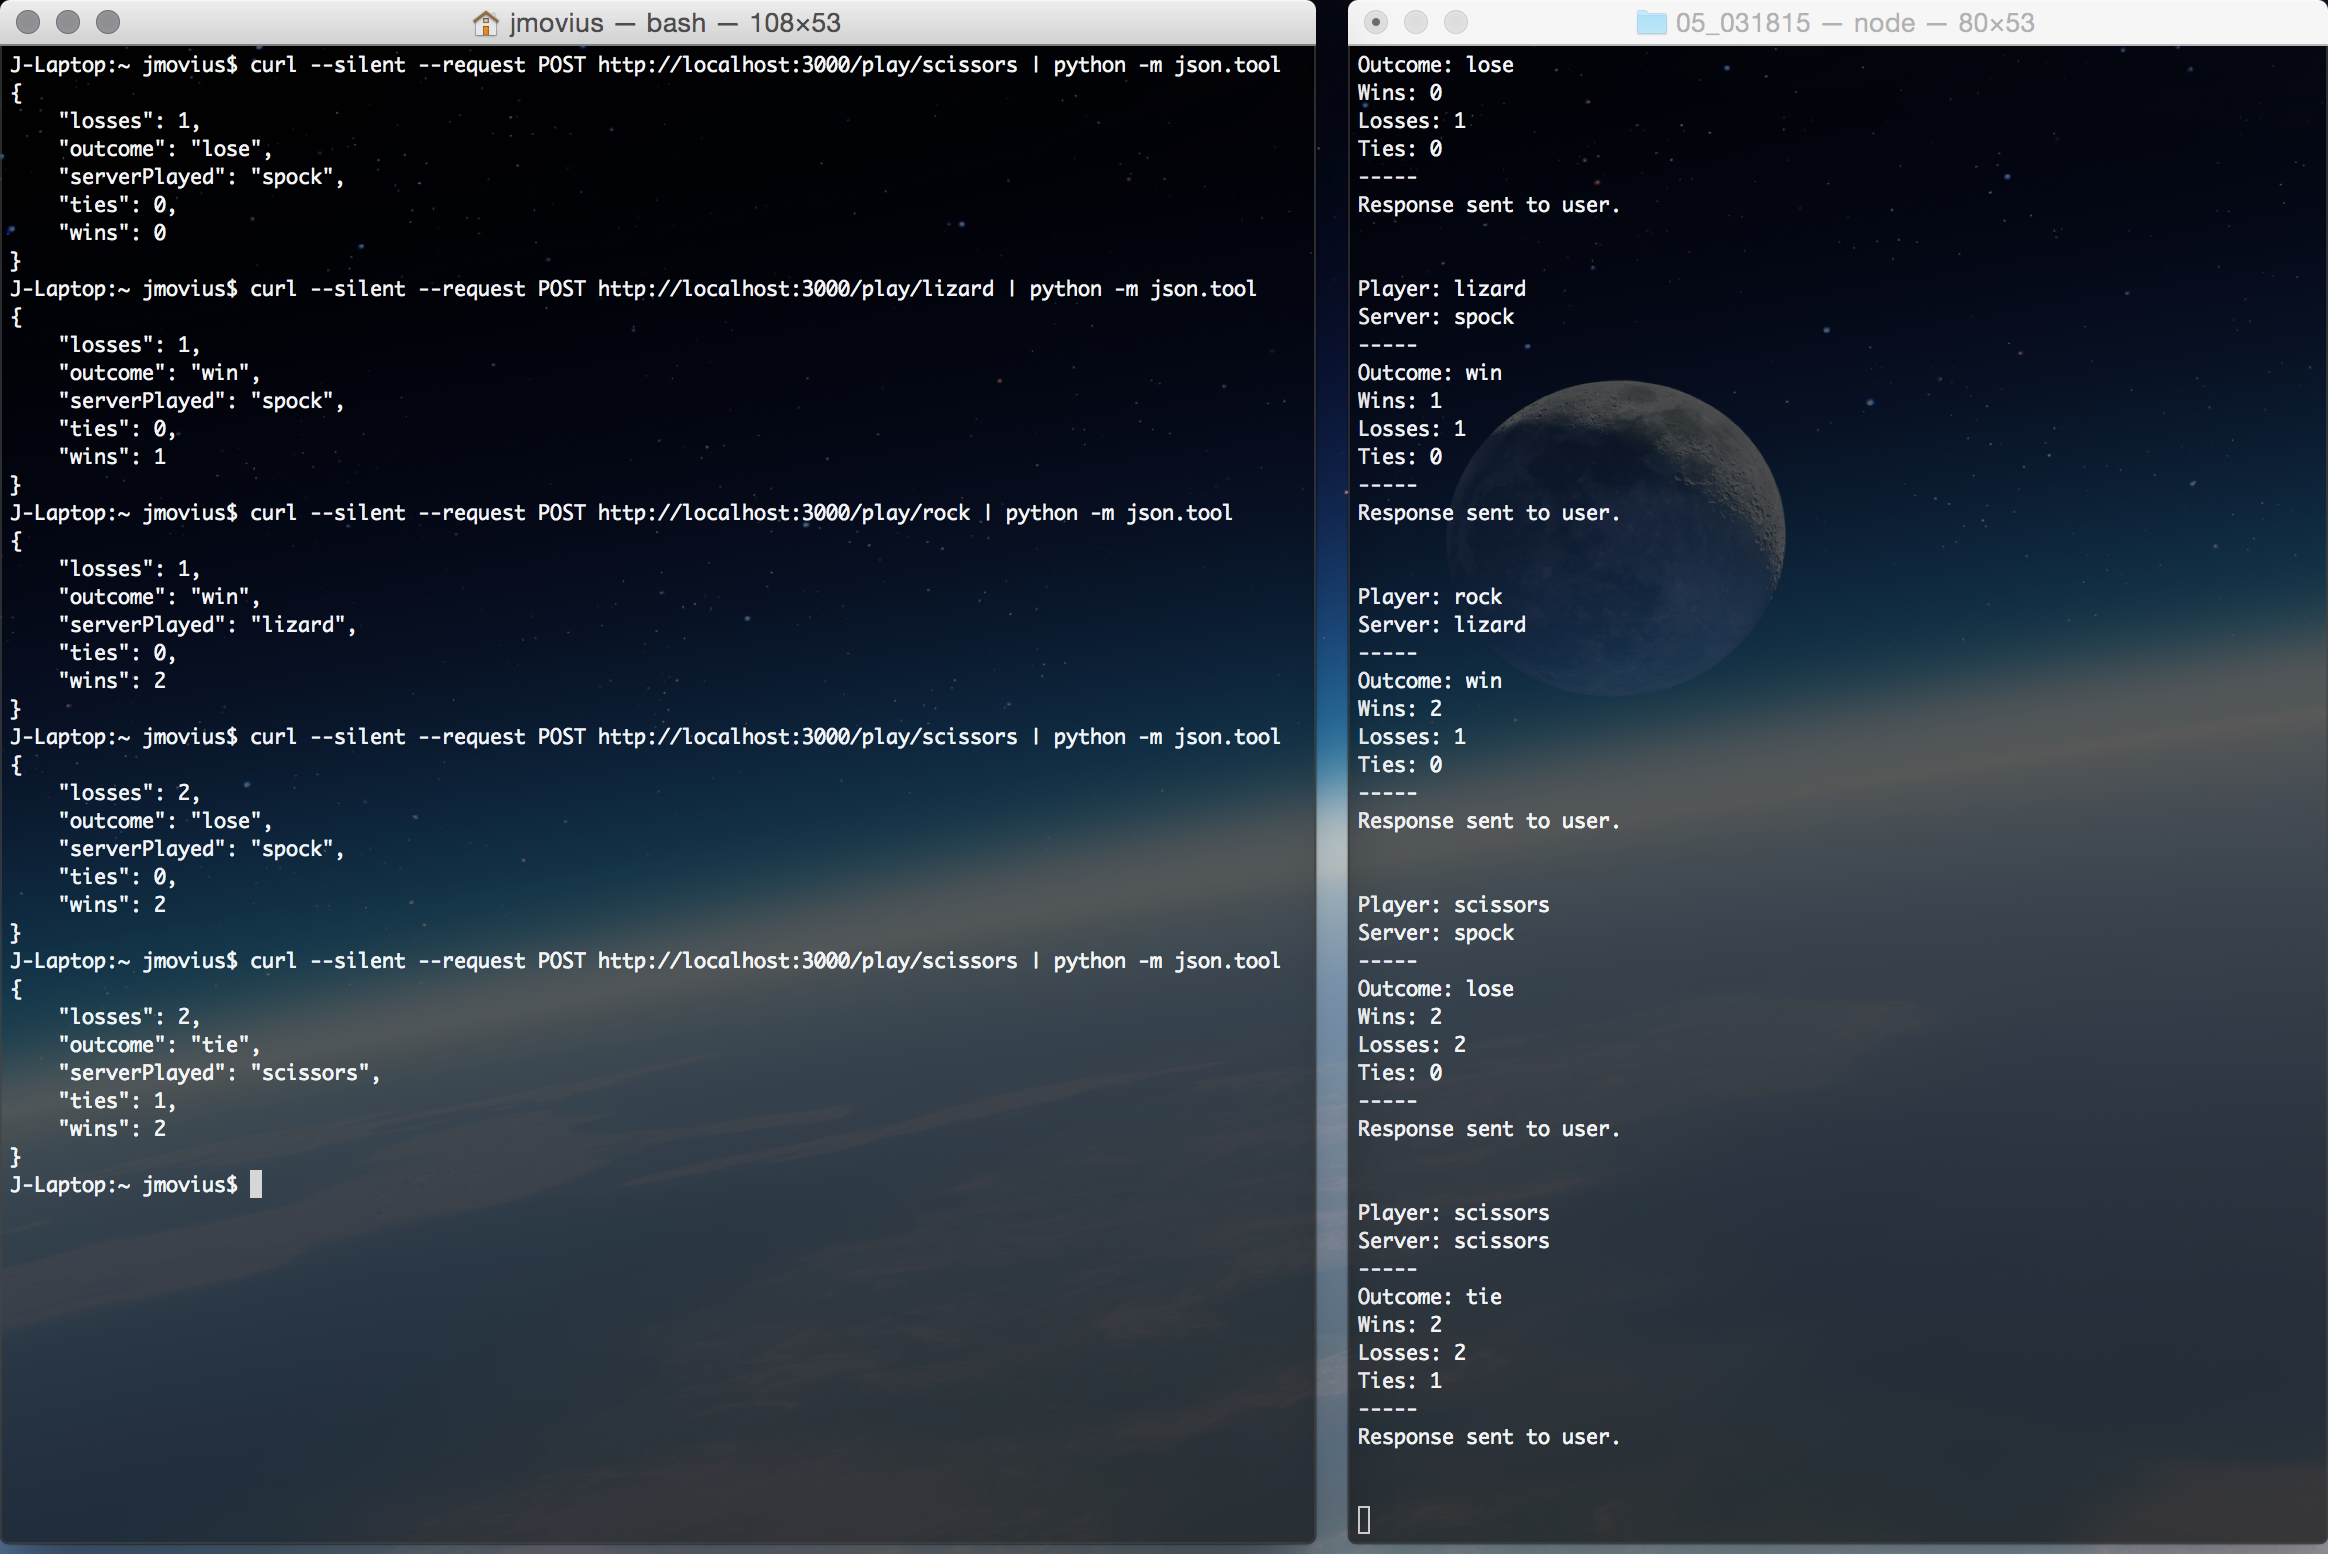 jmovius — bash — 108×53
J-Laptop:~ jmovius$ curl --silent --request POST http://localhost:3000/play/scissors | python -m json.tool
{
    "losses": 1,
    "outcome": "lose",
    "serverPlayed": "spock",
    "ties": 0,
    "wins": 0
}
J-Laptop:~ jmovius$ curl --silent --request POST http://localhost:3000/play/lizard | python -m json.tool
{
    "losses": 1,
    "outcome": "win",
    "serverPlayed": "spock",
    "ties": 0,
    "wins": 1
}
J-Laptop:~ jmovius$ curl --silent --request POST http://localhost:3000/play/rock | python -m json.tool
{
    "losses": 1,
    "outcome": "win",
    "serverPlayed": "lizard",
    "ties": 0,
    "wins": 2
}
J-Laptop:~ jmovius$ curl --silent --request POST http://localhost:3000/play/scissors | python -m json.tool
{
    "losses": 2,
    "outcome": "lose",
    "serverPlayed": "spock",
    "ties": 0,
    "wins": 2
}
J-Laptop:~ jmovius$ curl --silent --request POST http://localhost:3000/play/scissors | python -m json.tool
{
    "losses": 2,
    "outcome": "tie",
    "serverPlayed": "scissors",
    "ties": 1,
    "wins": 2
}
J-Laptop:~ jmovius$
05_031815 — node — 80×53
Outcome: lose
Wins: 0
Losses: 1
Ties: 0
-----
Response sent to user.
Player: lizard
Server: spock
-----
Outcome: win
Wins: 1
Losses: 1
Ties: 0
-----
Response sent to user.
Player: rock
Server: lizard
-----
Outcome: win
Wins: 2
Losses: 1
Ties: 0
-----
Response sent to user.
Player: scissors
Server: spock
-----
Outcome: lose
Wins: 2
Losses: 2
Ties: 0
-----
Response sent to user.
Player: scissors
Server: scissors
-----
Outcome: tie
Wins: 2
Losses: 2
Ties: 1
-----
Response sent to user.